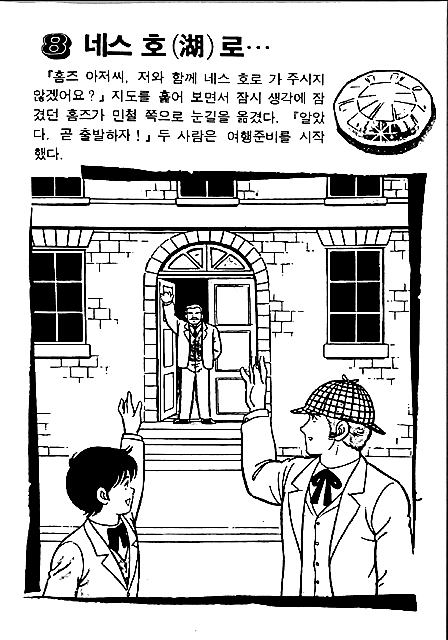 8 네스 호(湖)로…
『홈즈 아저씨, 저와 함께 네스 호로 가 주시지
않겠어요?』지도를 훑어 보면서 잠시 생각에 잠
겼던 홈즈가 민철 쪽으로 눈길을 옮겼다. 『알았
다. 곧 출발하자!』두 사람은 여행준비를 시작
했다.